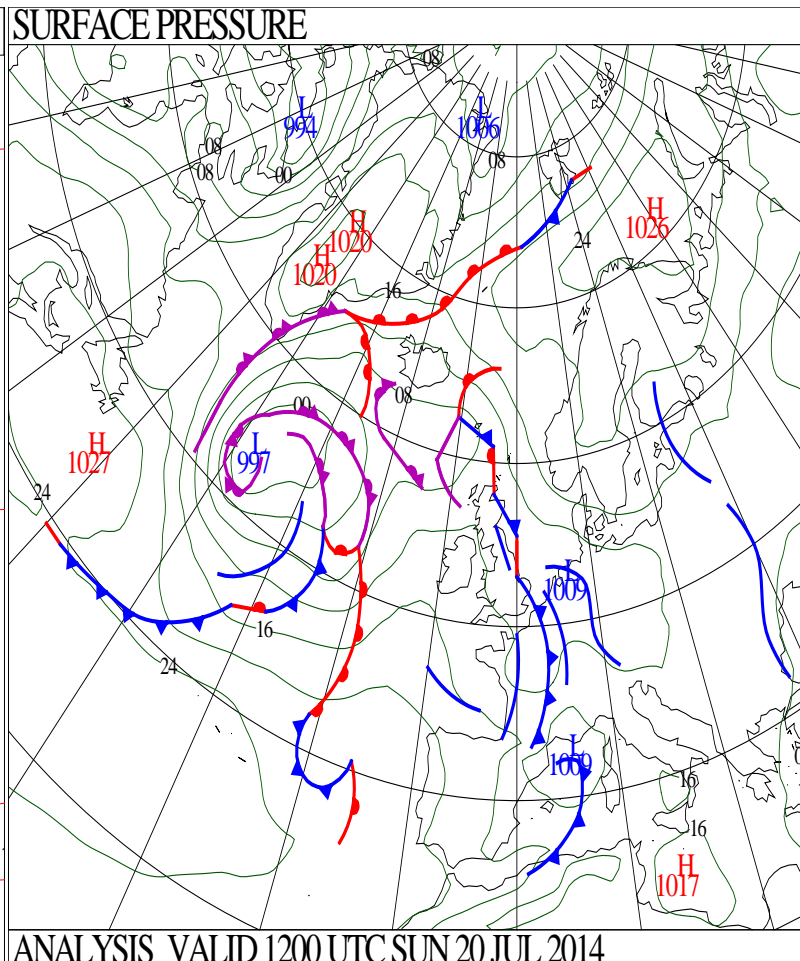 SURFACE PRESSURE
08
L
994
L
1006
08
08
00
08
H
1020
H
1020
H
1026
24
16
00
08
H
1027
L
997
24
L
1009
16
24
L
1009
16
16
H
1017
ANALYSIS VALID 1200 UTC SUN 20 JUL 2014